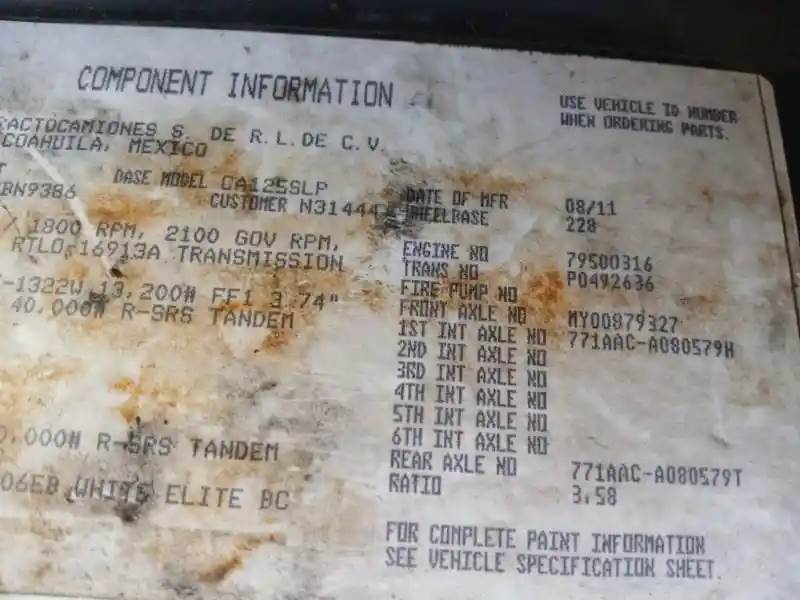 COMPONENT INFORMATION
USE VEHICLE ID NUMBER
WHEN ORDERING PARTS.
RACTOCAMIONES S. DE R.L.DE C.V.
COAHUILA, MEXICO
BASE MODEL CA125SLP
BN9386
CUSTOMER N31444
1800 RPM, 2100 GOV RPM,
RTLO-16913A TRANSMISSION
-1322W 13,200# FF1 3.74"
40,000# R-SRS TANDEM
0,000# R-SRS TANDEM
06EB WHITE ELITE BC
DATE OF MFR 08/11
WHEELBASE 228
ENGINE NO 79500316
TRANS NO P0492636
FIRE PUMP NO
FRONT AXLE NO MY00879327
1ST INT AXLE NO 771AAC-A080579H
2ND INT AXLE NO
3RD INT AXLE NO
4TH INT AXLE NO
5TH INT AXLE NO
6TH INT AXLE NO
REAR AXLE NO 771AAC-A080579T
RATIO 3.58
FOR COMPLETE PAINT INFORMATION
SEE VEHICLE SPECIFICATION SHEET.